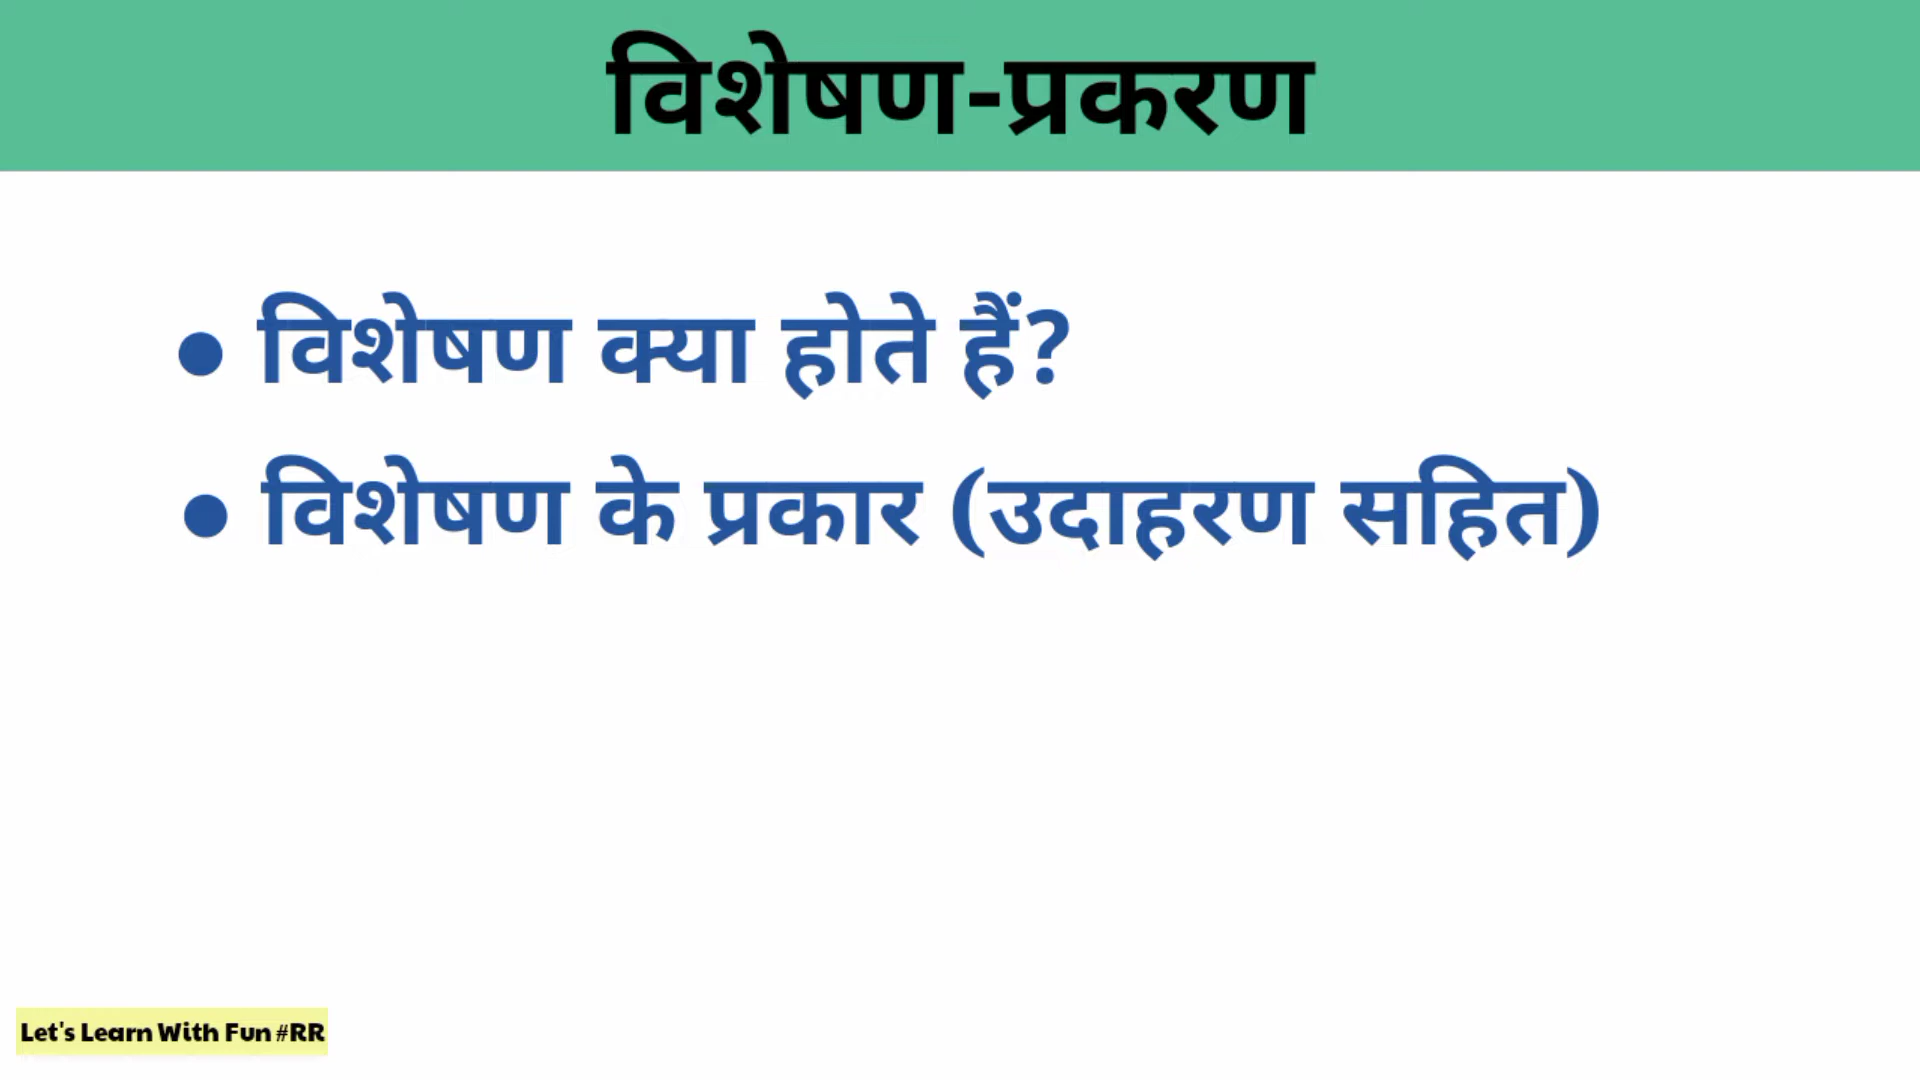 विशेषण-प्रकरण
• विशेषण क्या होते हैं?
• विशेषण के प्रकार (उदाहरण सहित)
Let's Learn With Fun #RR